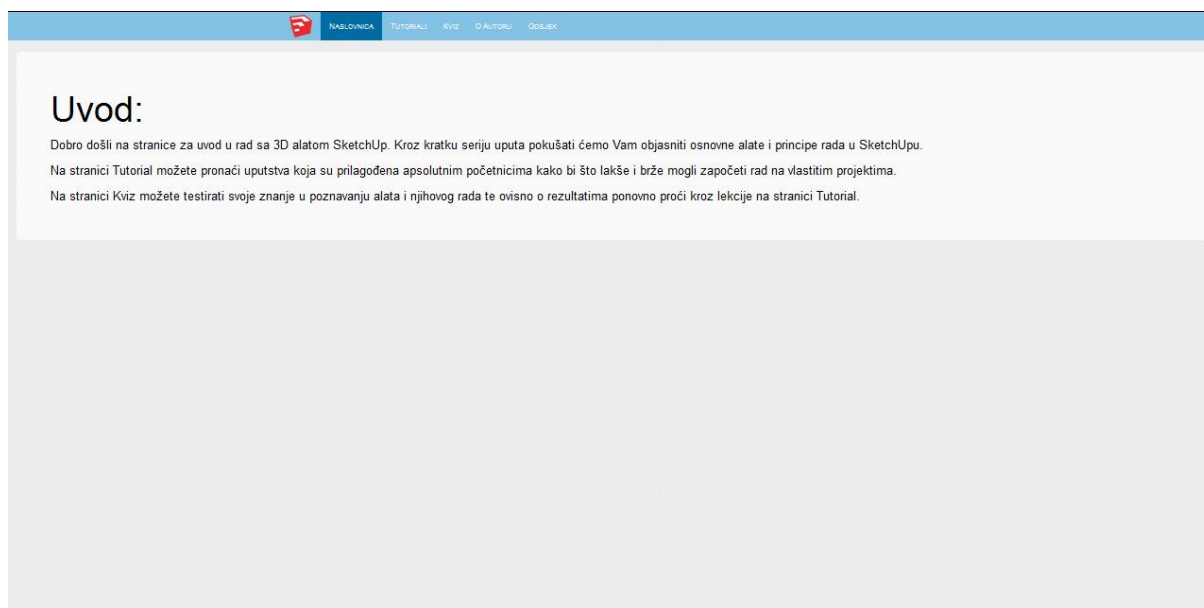 NASLOVNICA TUTORIALI KVIZ O AUTORU ODSJEK
Uvod:
Dobro došli na stranice za uvod u rad sa 3D alatom SketchUp. Kroz kratku seriju uputa pokušati ćemo Vam objasniti osnovne alate i principe rada u SketchUpu.
Na stranici Tutorial možete pronaći uputstva koja su prilagođena apsolutnim početnicima kako bi što lakše i brže mogli započeti rad na vlastitim projektima.
Na stranici Kviz možete testirati svoje znanje u poznavanju alata i njihovog rada te ovisno o rezultatima ponovno proći kroz lekcije na stranici Tutorial.